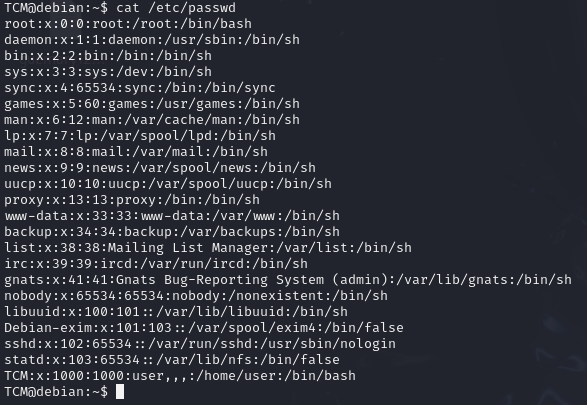 TCM@debian:~$ cat /etc/passwd
root:x:0:0:root:/root:/bin/bash
daemon:x:1:1:daemon:/usr/sbin:/bin/sh
bin:x:2:2:bin:/bin:/bin/sh
sys:x:3:3:sys:/dev:/bin/sh
sync:x:4:65534:sync:/bin:/bin/sync
games:x:5:60:games:/usr/games:/bin/sh
man:x:6:12:man:/var/cache/man:/bin/sh
lp:x:7:7:lp:/var/spool/lpd:/bin/sh
mail:x:8:8:mail:/var/mail:/bin/sh
news:x:9:9:news:/var/spool/news:/bin/sh
uucp:x:10:10:uucp:/var/spool/uucp:/bin/sh
proxy:x:13:13:proxy:/bin:/bin/sh
www-data:x:33:33:www-data:/var/www:/bin/sh
backup:x:34:34:backup:/var/backups:/bin/sh
list:x:38:38:Mailing List Manager:/var/list:/bin/sh
irc:x:39:39:ircd:/var/run/ircd:/bin/sh
gnats:x:41:41:Gnats Bug-Reporting System (admin):/var/lib/gnats:/bin/sh
nobody:x:65534:65534:nobody:/nonexistent:/bin/sh
libuuid:x:100:101::/var/lib/libuuid:/bin/sh
Debian-exim:x:101:103::/var/spool/exim4:/bin/false
sshd:x:102:65534::/var/run/sshd:/usr/sbin/nologin
statd:x:103:65534::/var/lib/nfs:/bin/false
TCM:x:1000:1000:user,,,:/home/user:/bin/bash
TCM@debian:~$